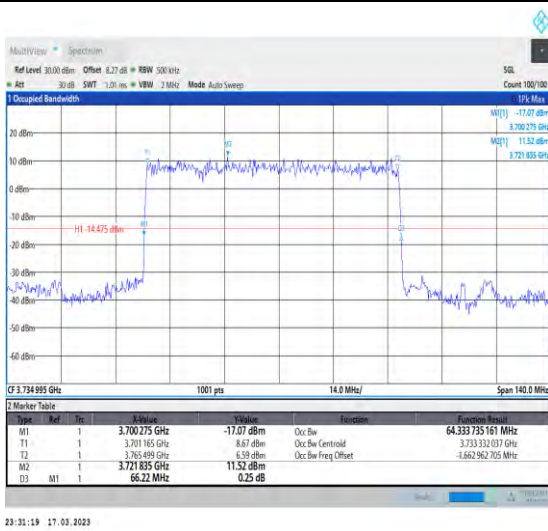 MultiView Spectrum
Ref Level 30.00 dBm Offset 8.27 dB RBW 500 kHz SGL
Att 30 dB SWT 1.01 ms VBW 2 MHz Mode Auto Sweep Count 100/100
1 Occupied Bandwidth 1Pk Max
M1[1] -17.07 dBm
3.700 275 GHz
M2[1] 11.52 dBm
3.721 835 GHz
20 dBm
T1
M2
T2
10 dBm
0 dBm
-10 dBm
M1
H1 -14.475 dBm
D3
-20 dBm
-30 dBm
-40 dBm
-50 dBm
-60 dBm
CF 3.734 995 GHz 1001 pts 14.0 MHz/ Span 140.0 MHz
2 Marker Table
Type Ref Trc X-Value Y-Value Function Function Result
M1 1 3.700 275 GHz -17.07 dBm Occ Bw 64.333 735 161 MHz
T1 1 3.701 165 GHz 8.67 dBm Occ Bw Centroid 3.733 332 037 GHz
T2 1 3.765 499 GHz 6.59 dBm Occ Bw Freq Offset -1.662 962 705 MHz
M2 1 3.721 835 GHz 11.52 dBm
D3 M1 1 66.22 MHz 0.25 dB
23:31:19 17.03.2023